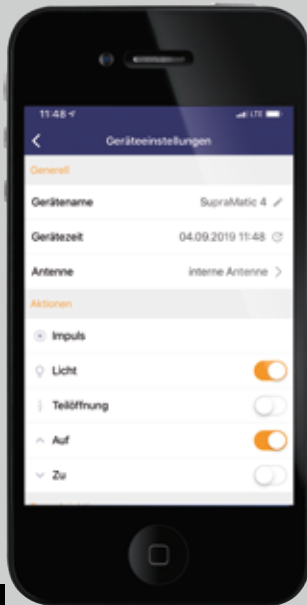 11:48 LTE
Geräteeinstellungen
Generell
Gerätename SupraMatic 4
Gerätezeit 04.09.2019 11:48
Antenne interne Antenne
Aktionen
Impuls
Licht
Teilöffnung
Auf
Zu